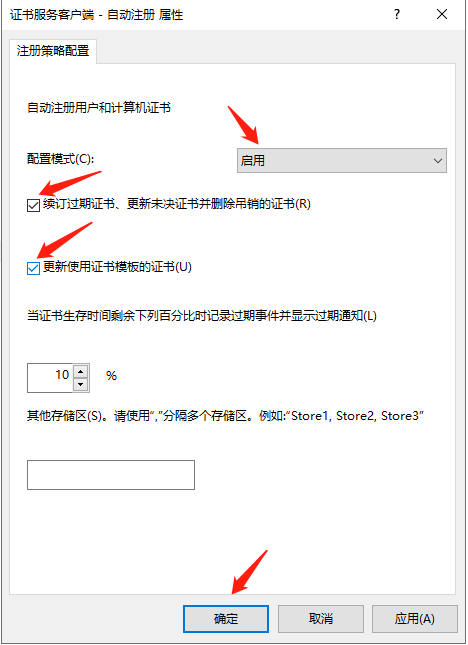 证书服务客户端 - 自动注册 属性
?
注册策略配置
自动注册用户和计算机证书
配置模式(C):
启用
续订过期证书、更新未决证书并删除吊销的证书(R)
更新使用证书模板的证书(U)
当证书生存时间剩余下列百分比时记录过期事件并显示过期通知(L)
10 %
其他存储区(S)。请使用“,”分隔多个存储区。例如:“Store1, Store2, Store3”
确定
取消
应用(A)